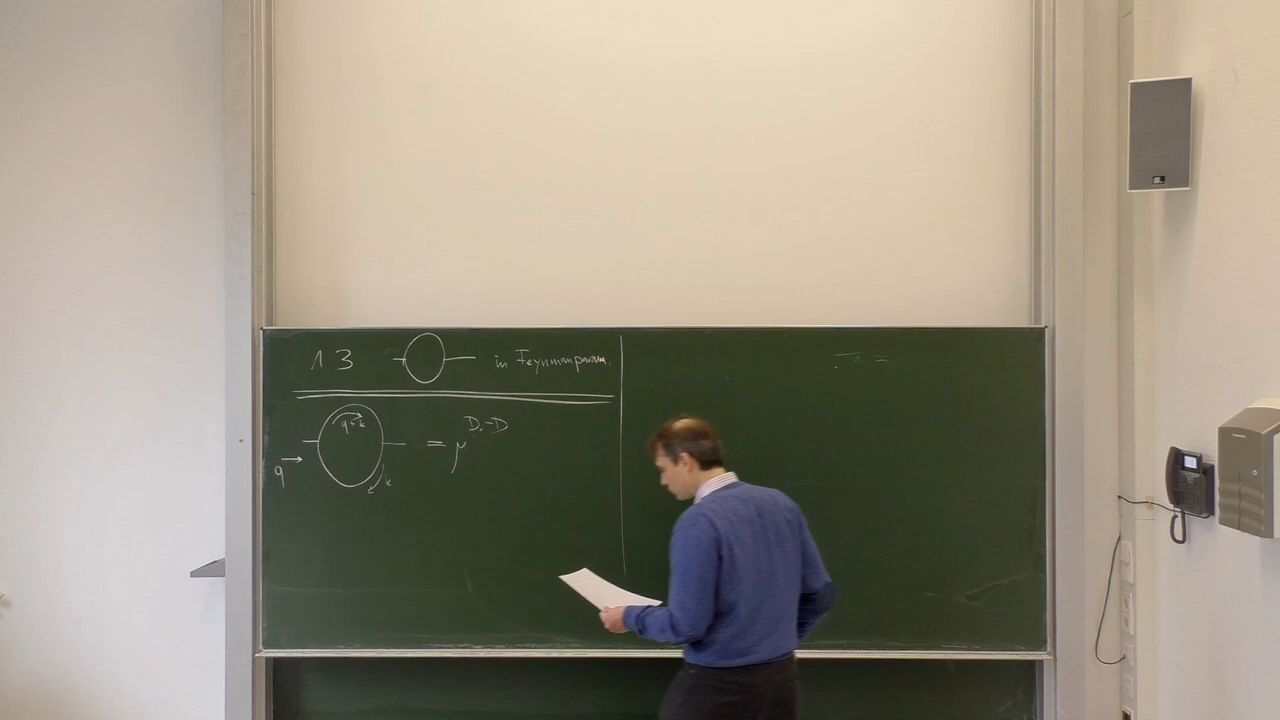 1.3 in Feynmanparam.
q+k
= μ^{D₀-D}
q
k